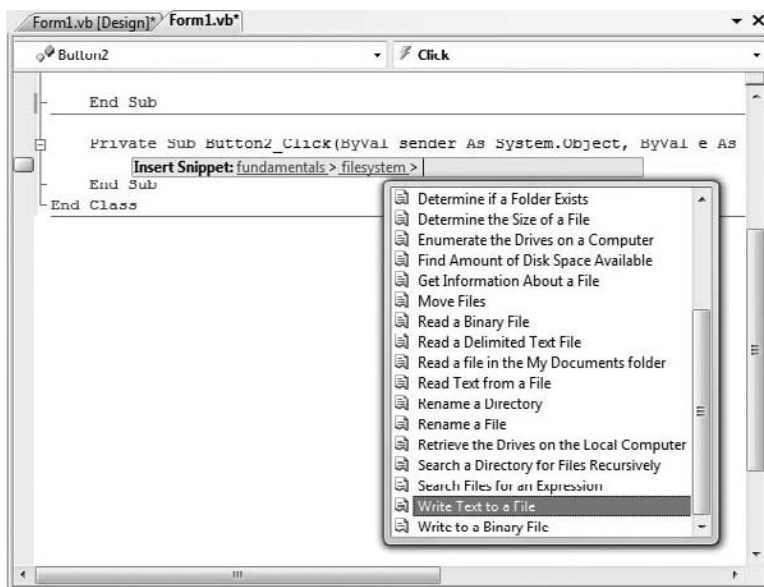 Form1.vb [Design]* Form1.vb*
Button2 Click
End Sub
Private Sub Button2_Click(ByVal sender As System.Object, ByVal e As
Insert Snippet: fundamentals > filesystem >
End Sub
End Class
Determine if a Folder Exists
Determine the Size of a File
Enumerate the Drives on a Computer
Find Amount of Disk Space Available
Get Information About a File
Move Files
Read a Binary File
Read a Delimited Text File
Read a file in the My Documents folder
Read Text from a File
Rename a Directory
Rename a File
Retrieve the Drives on the Local Computer
Search a Directory for Files Recursively
Search Files for an Expression
Write Text to a File
Write to a Binary File